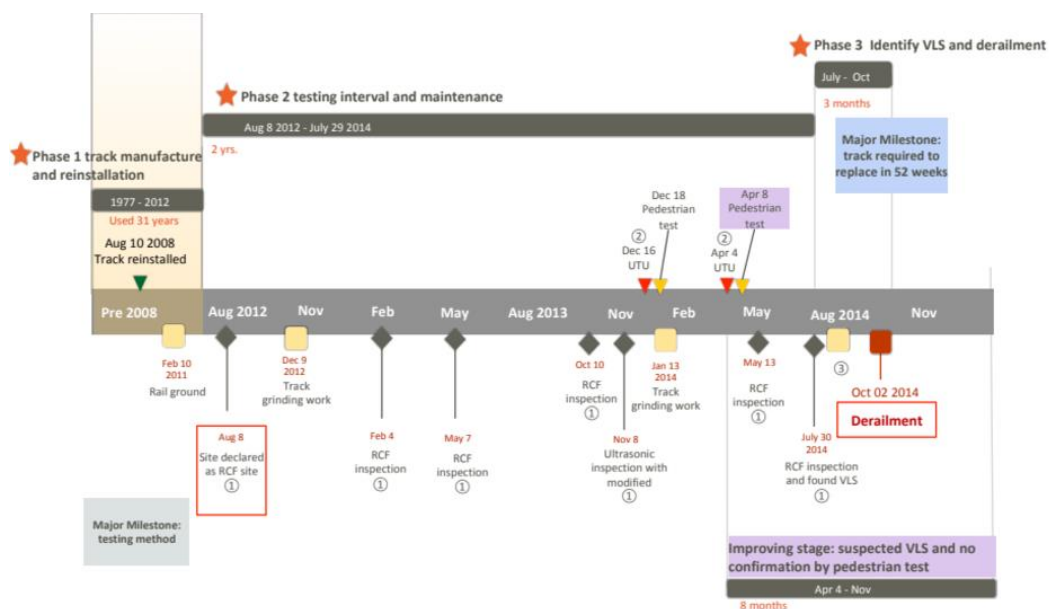 Phase 3 Identify VLS and derailment
July - Oct
3 months
Major Milestone:
track required to
replace in 52 weeks
Phase 2 testing interval and maintenance
Aug 8 2012 - July 29 2014
2 yrs.
Phase 1 track manufacture
and reinstallation
1977 - 2012
Used 31 years
Aug 10 2008
Track reinstalled
Dec 18
Pedestrian
test
②
Dec 16
UTU
Apr 8
Pedestrian
test
②
Apr 4
UTU
Pre 2008
Aug 2012
Nov
Feb
May
Aug 2013
Nov
Feb
May
Aug 2014
Nov
Feb 10
2011
Rail ground
Aug 8
Site declared
as RCF site
①
Dec 9
2012
Track
grinding work
Feb 4
RCF
inspection
①
May 7
RCF
inspection
①
Oct 10
RCF
inspection
①
Nov 8
Ultrasonic
inspection with
modified
①
Jan 13
2014
Track
grinding work
May 13
RCF
inspection
①
July 30
2014
RCF inspection
and found VLS
①
③
Oct 02 2014
Derailment
Major Milestone:
testing method
Improving stage: suspected VLS and no
confirmation by pedestrian test
Apr 4 - Nov
8 months